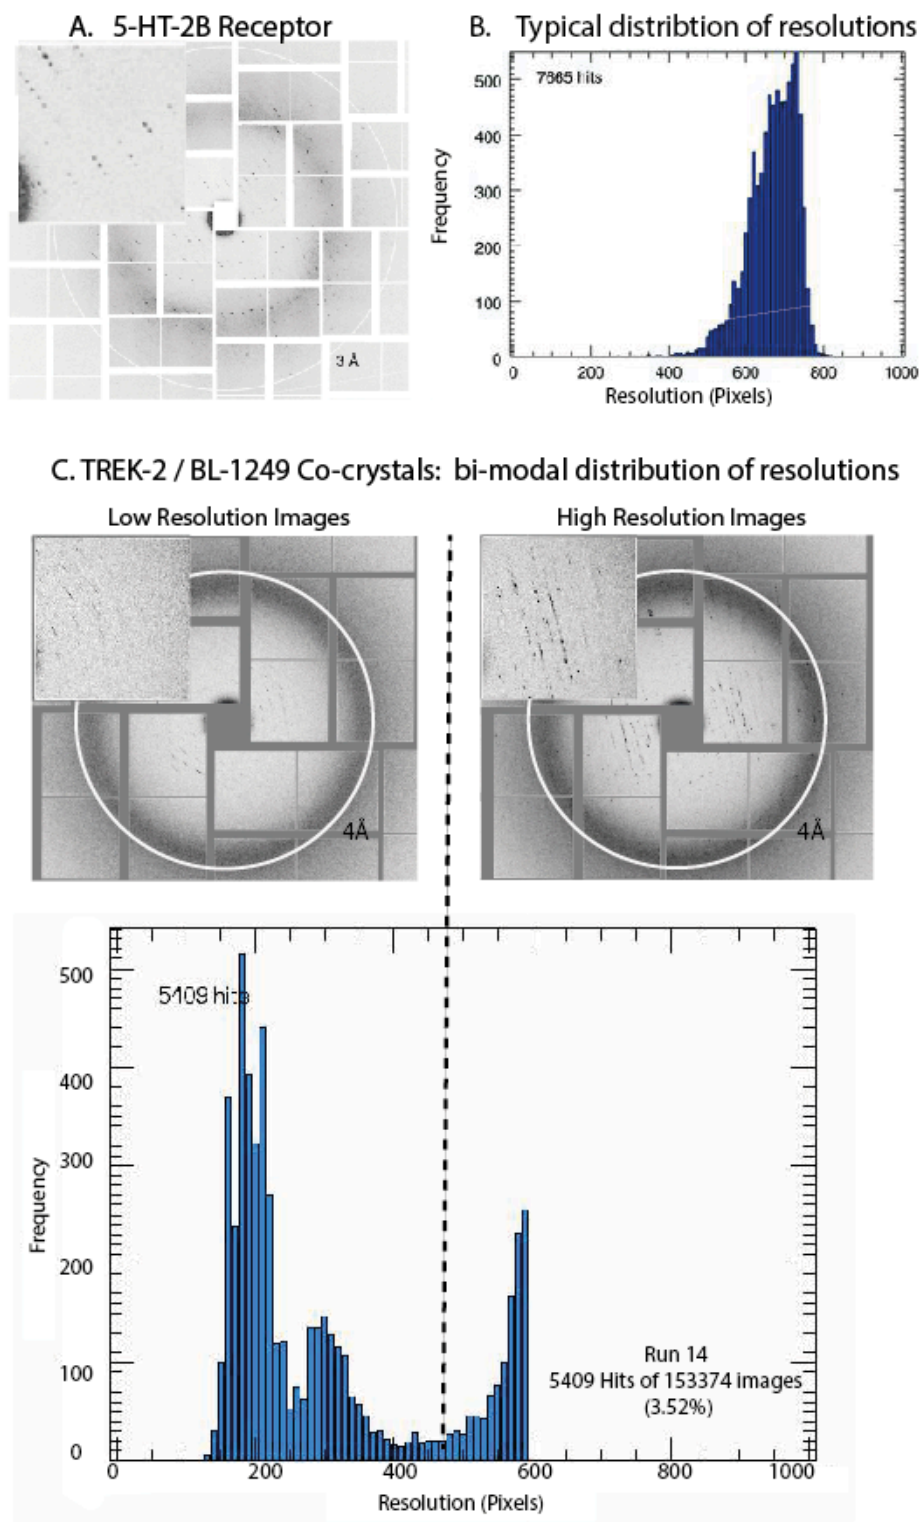 A. 5-HT-2B Receptor
B. Typical distribtion of resolutions
3 Å
7665 hits
Frequency
500
400
300
200
100
0
0 200 400 600 800 1000
Resolution (Pixels)
C. TREK-2 / BL-1249 Co-crystals: bi-modal distribution of resolutions
Low Resolution Images
High Resolution Images
4Å
4Å
5409 hits
Frequency
500
400
300
200
100
0
Run 14
5409 Hits of 153374 images
(3.52%)
0 200 400 600 800 1000
Resolution (Pixels)